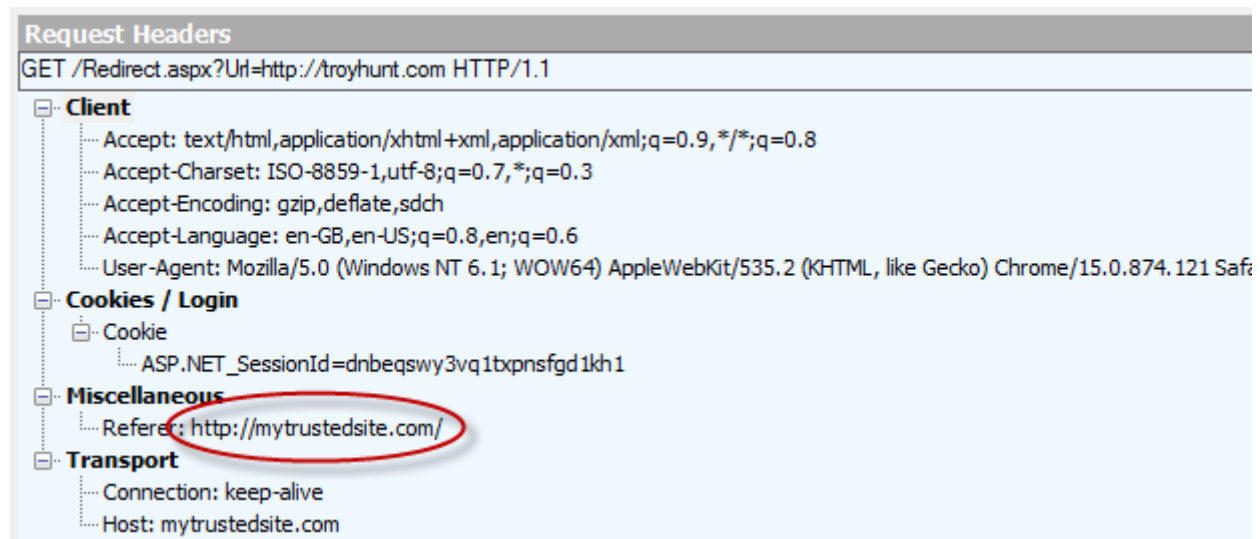 Request Headers
GET /Redirect.aspx?Url=http://troyhunt.com HTTP/1.1
Client
Accept: text/html,application/xhtml+xml,application/xml;q=0.9,*/*;q=0.8
Accept-Charset: ISO-8859-1,utf-8;q=0.7,*;q=0.3
Accept-Encoding: gzip,deflate,sdch
Accept-Language: en-GB,en-US;q=0.8,en;q=0.6
User-Agent: Mozilla/5.0 (Windows NT 6.1; WOW64) AppleWebKit/535.2 (KHTML, like Gecko) Chrome/15.0.874.121 Safa
Cookies / Login
Cookie
ASP.NET_SessionId=dnbeqswy3vq1txpnsfgd1kh1
Miscellaneous
Referer: http://mytrustedsite.com/
Transport
Connection: keep-alive
Host: mytrustedsite.com